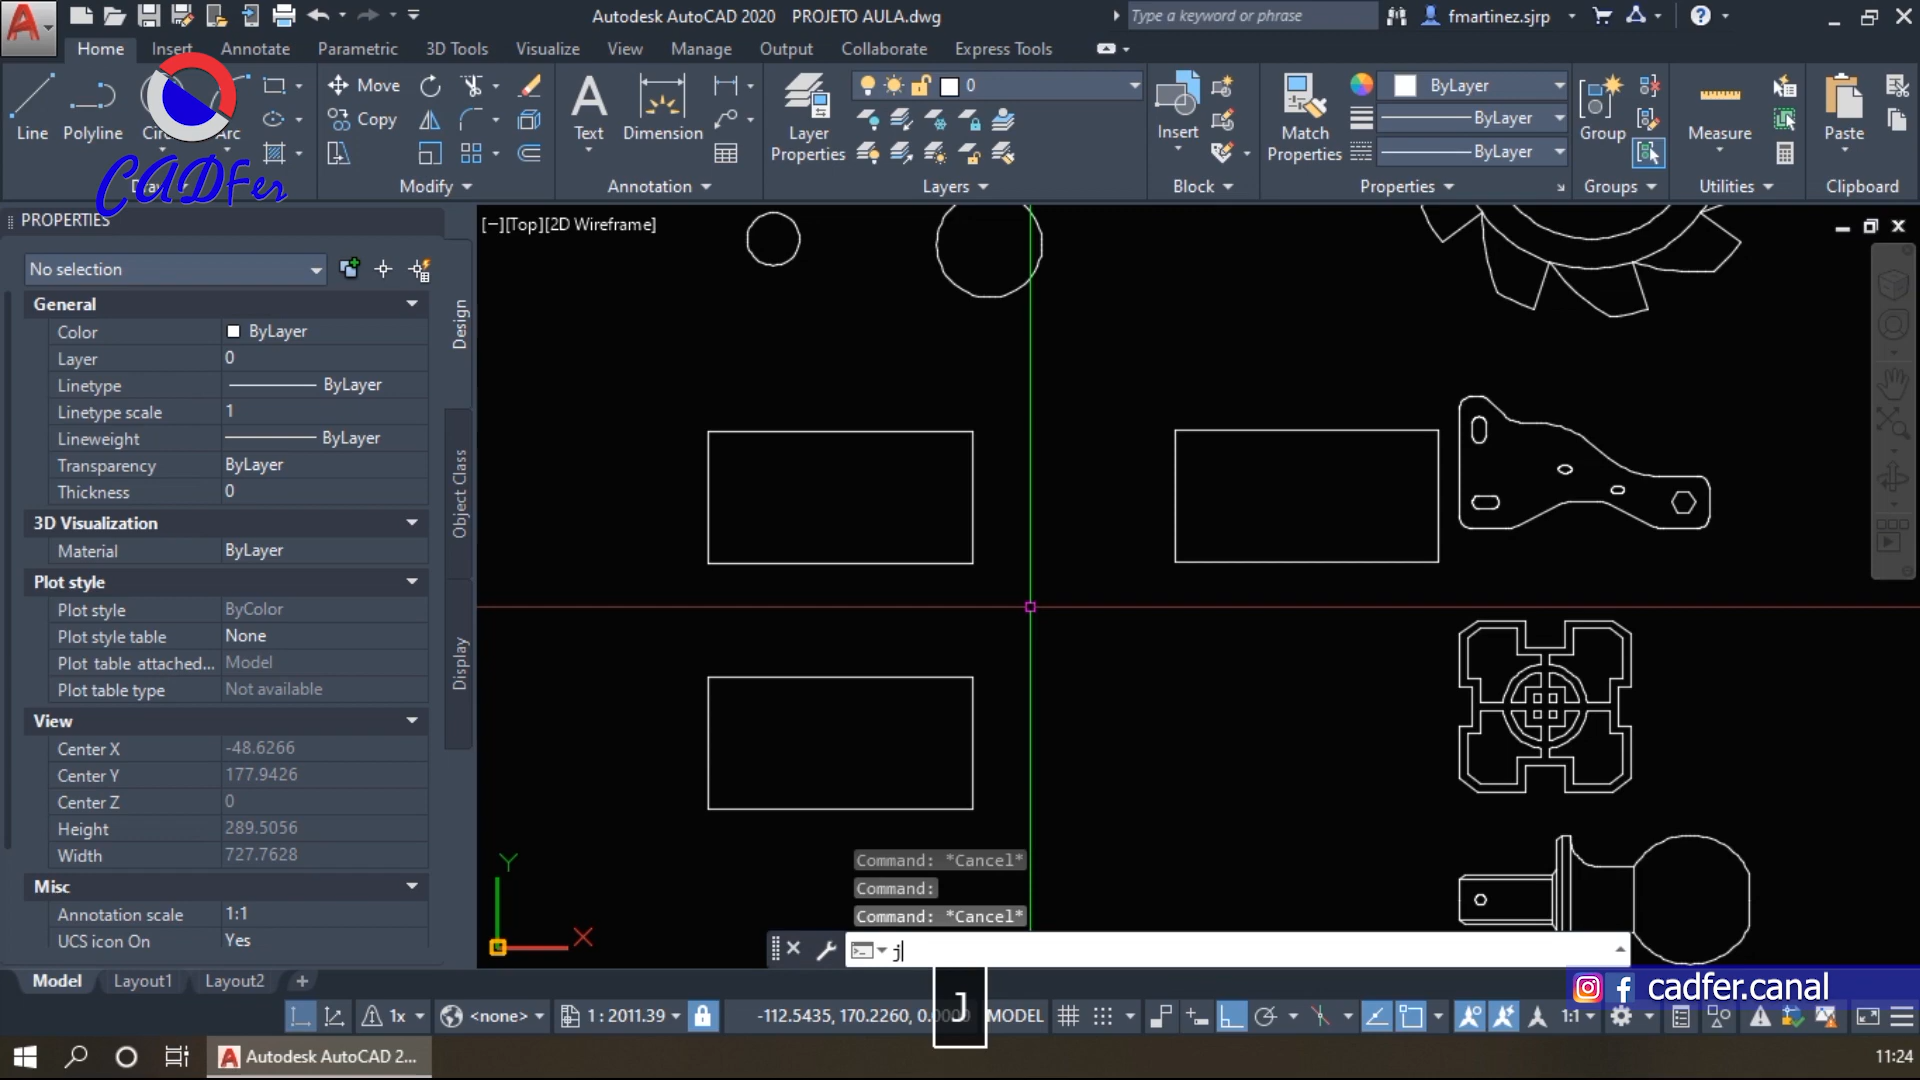 Autodesk AutoCAD 2020 PROJETO AULA.dwg
Type a keyword or phrase
fmartinez.sjrp
Home Insert Annotate Parametric 3D Tools Visualize View Manage Output Collaborate Express Tools
Line Polyline Arc
Move
Copy
Text Dimension
Layer Properties
0
Insert
Match Properties
ByLayer
ByLayer
ByLayer
Group
Measure
Paste
Modify Annotation Layers Block Properties Groups Utilities Clipboard
CADFer
PROPERTIES
No selection
General
Color ByLayer
Layer 0
Linetype ByLayer
Linetype scale 1
Lineweight ByLayer
Transparency ByLayer
Thickness 0
3D Visualization
Material ByLayer
Plot style
Plot style ByColor
Plot style table None
Plot table attached... Model
Plot table type Not available
View
Center X -48.6266
Center Y 177.9426
Center Z 0
Height 289.5056
Width 727.7628
Misc
Annotation scale 1:1
UCS icon On Yes
Design
Object Class
Display
[−][Top][2D Wireframe]
Y
X
Command: *Cancel*
Command:
Command: *Cancel*
j
J
Model Layout1 Layout2 +
1x <none> 1 : 2011.39 -112.5435, 170.2260, 0.0000 MODEL 1:1
cadfer.canal
Autodesk AutoCAD 2...
11:24